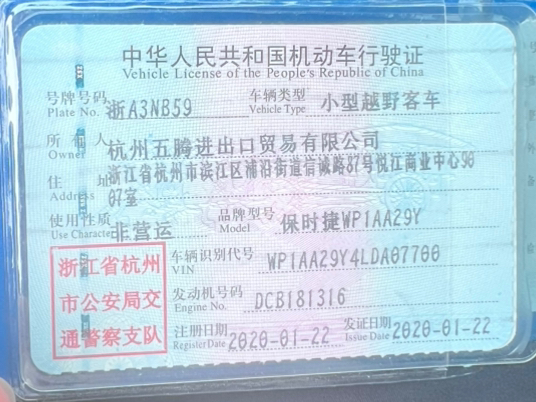 中华人民共和国机动车行驶证
Vehicle License of the People's Republic of China
号牌号码 浙A3NB59 车辆类型 小型越野客车
Plate No. Vehicle Type
所有人 杭州五腾进出口贸易有限公司
Owner
住址 浙江省杭州市滨江区浦沿街道信诚路87号悦江商业中心90
Address 07室
使用性质 非营运 品牌型号 保时捷WP1AA29Y
Use Character Model
浙江省杭州
市公安局交
通警察支队
车辆识别代号 WP1AA29Y4LDA07700
VIN
发动机号码 DCB181316
Engine No.
注册日期 2020-01-22 发证日期 2020-01-22
Register Date Issue Date